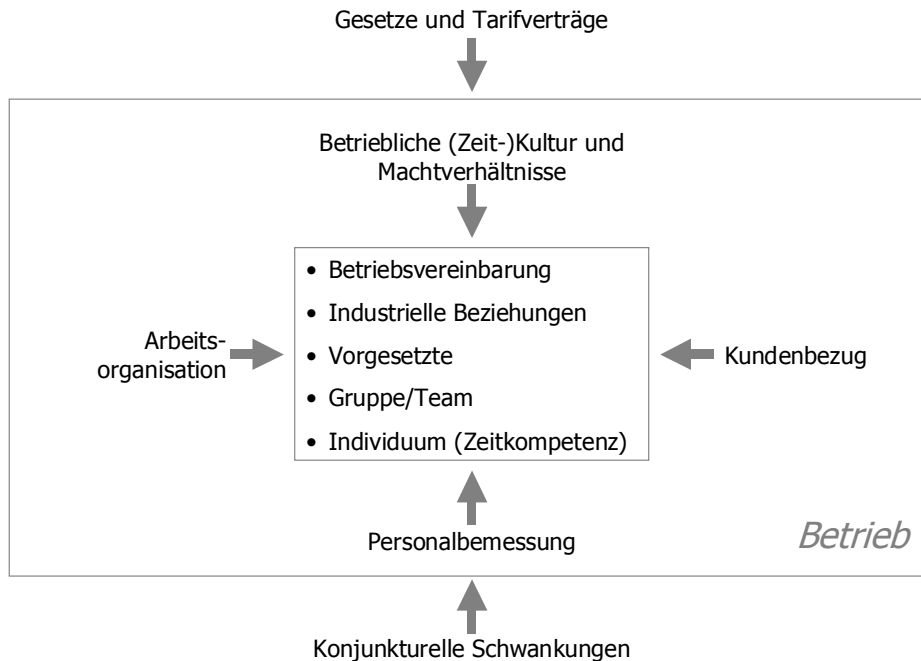 Gesetze und Tarifverträge
Betriebliche (Zeit-)Kultur und
Machtverhältnisse
• Betriebsvereinbarung
• Industrielle Beziehungen
• Vorgesetzte
• Gruppe/Team
• Individuum (Zeitkompetenz)
Arbeits-
organisation
Kundenbezug
Personalbemessung
Betrieb
Konjunkturelle Schwankungen